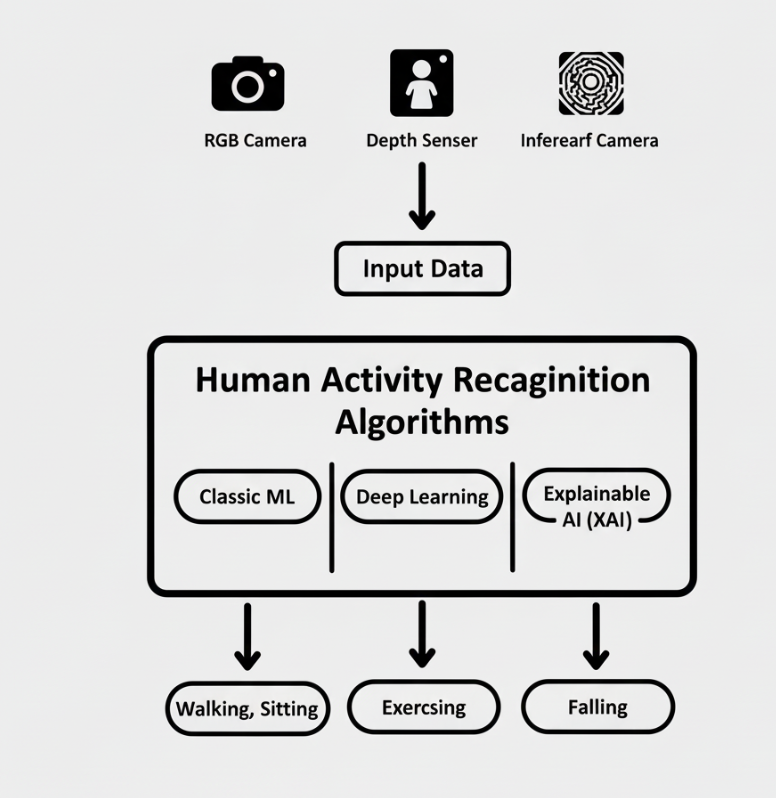 RGB Camera
Depth Senser
Inferearf Camera
Input Data
Human Activity Recaginition
Algorithms
Classic ML
Deep Learning
Explainable
AI (XAI)
Walking, Sitting
Exercsing
Falling